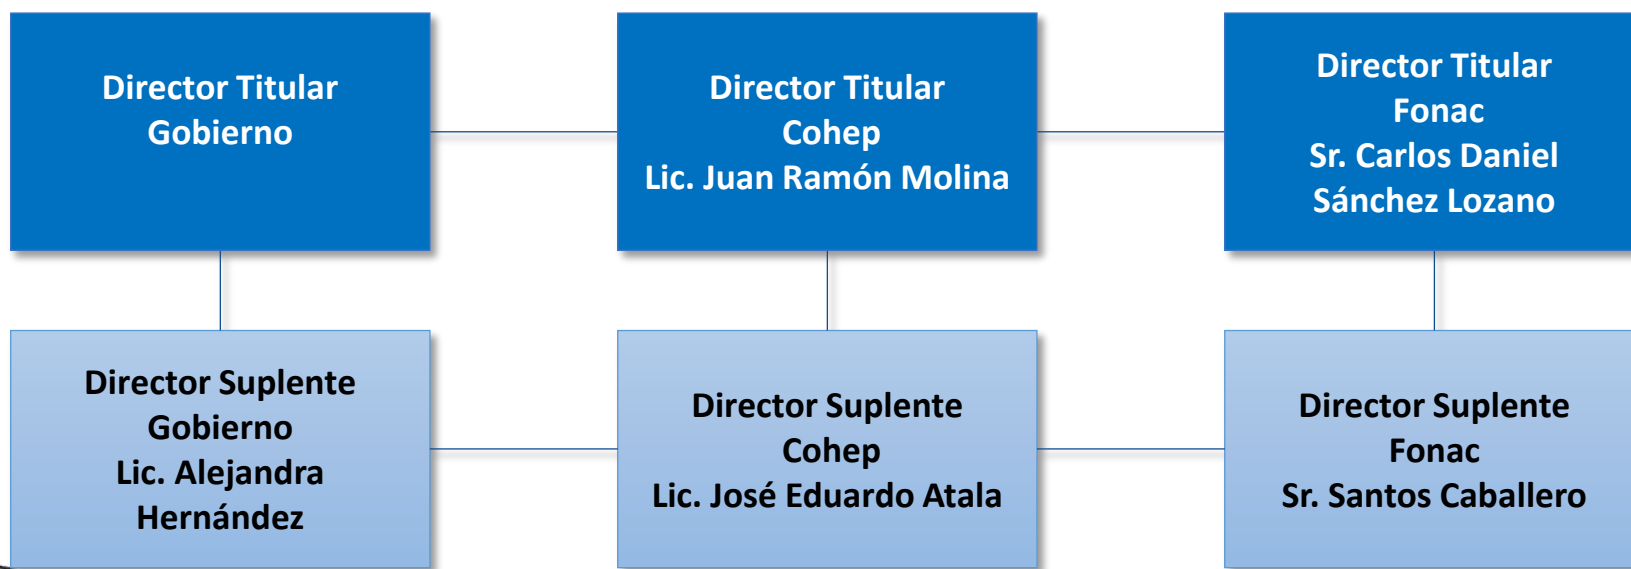 Director Titular
Gobierno
Director Titular
Cohep
Lic. Juan Ramón Molina
Director Titular
Fonac
Sr. Carlos Daniel
Sánchez Lozano
Director Suplente
Gobierno
Lic. Alejandra
Hernández
Director Suplente
Cohep
Lic. José Eduardo Atala
Director Suplente
Fonac
Sr. Santos Caballero